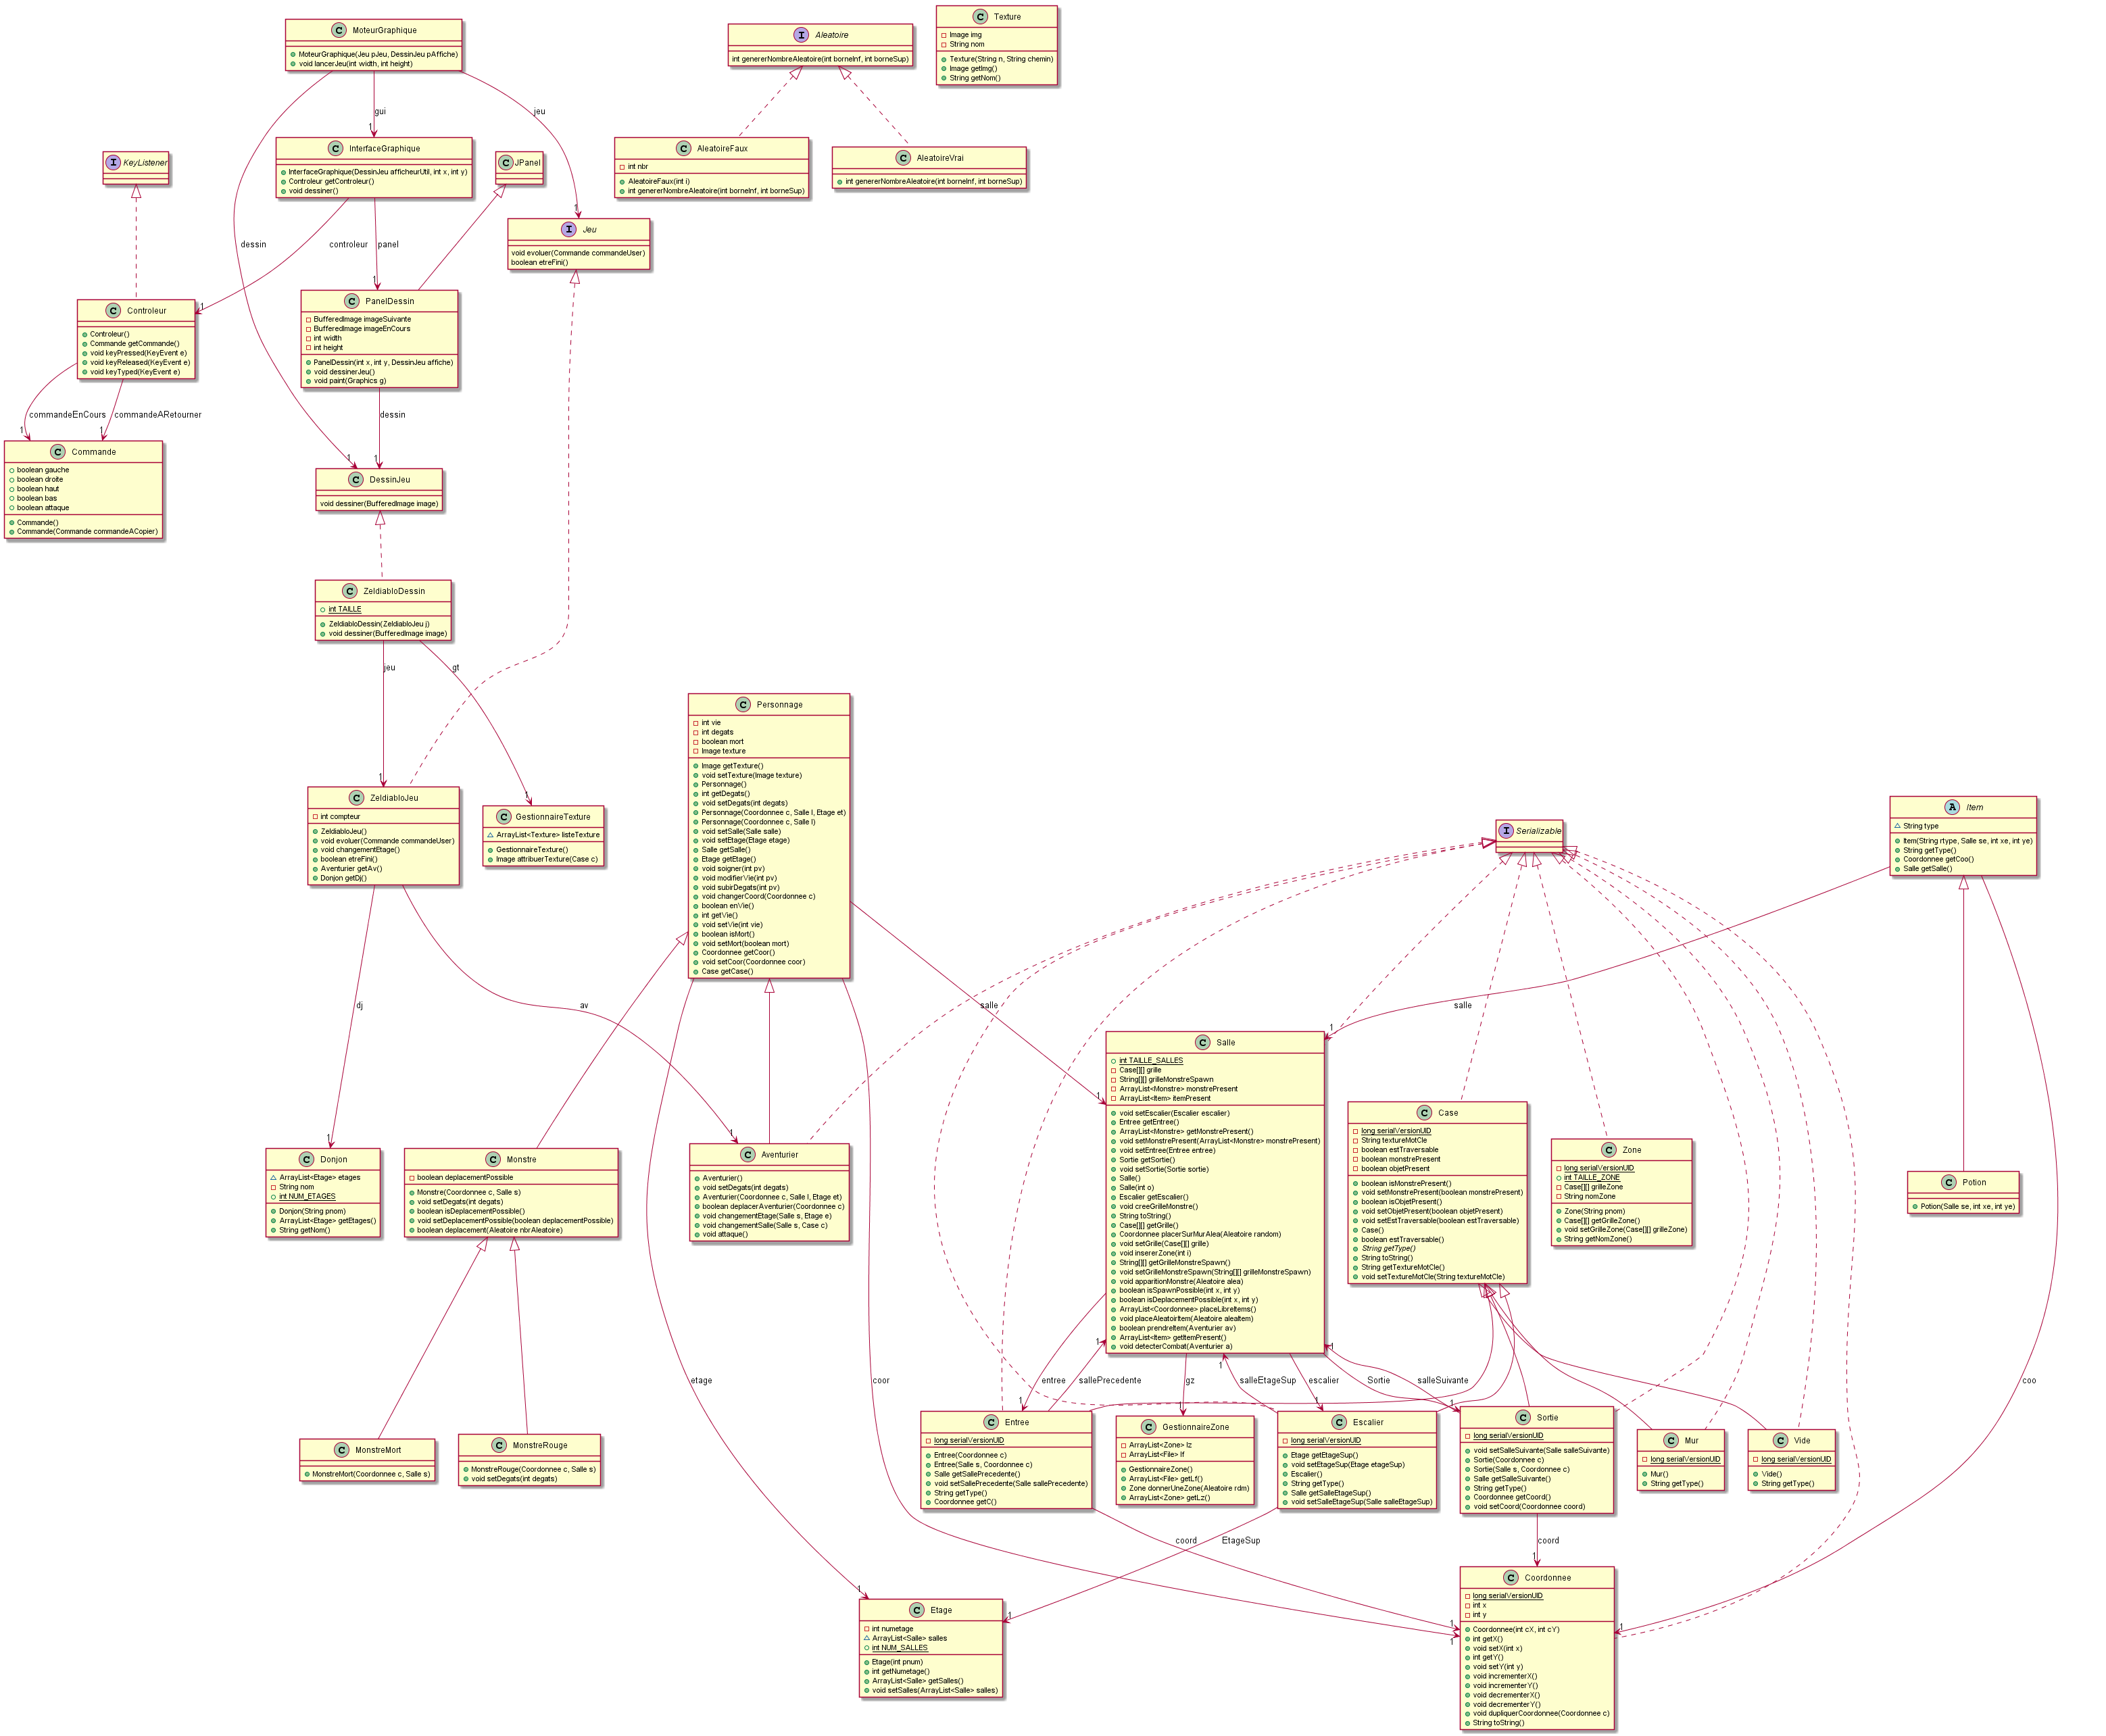 MoteurGraphique
MoteurGraphique(Jeu pJeu, DessinJeu pAffiche)
void lancerJeu(int width, int height)
Aleatoire
int genererNombreAleatoire(int borneInf, int borneSup)
Texture
Image img
String nom
Texture(String n, String chemin)
Image getImg()
String getNom()
gui
jeu
dessin
1
KeyListener
InterfaceGraphique
InterfaceGraphique(DessinJeu afficheurUtil, int x, int y)
Controleur getControleur()
void dessiner()
JPanel
AleatoireFaux
int nbr
AleatoireFaux(int i)
int genererNombreAleatoire(int borneInf, int borneSup)
AleatoireVrai
int genererNombreAleatoire(int borneInf, int borneSup)
1
Jeu
void evoluer(Commande commandeUser)
boolean etreFini()
controleur
panel
1
1
Controleur
Controleur()
Commande getCommande()
void keyPressed(KeyEvent e)
void keyReleased(KeyEvent e)
void keyTyped(KeyEvent e)
PanelDessin
BufferedImage imageSuivante
BufferedImage imageEnCours
int width
int height
PanelDessin(int x, int y, DessinJeu affiche)
void dessinerJeu()
void paint(Graphics g)
commandeEnCours
commandeARetourner
dessin
1
1
1
1
Commande
boolean gauche
boolean droite
boolean haut
boolean bas
boolean attaque
Commande()
Commande(Commande commandeACopier)
DessinJeu
void dessiner(BufferedImage image)
ZeldiabloDessin
int TAILLE
ZeldiabloDessin(ZeldiabloJeu j)
void dessiner(BufferedImage image)
jeu
gt
1
1
ZeldiabloJeu
int compteur
ZeldiabloJeu()
void evoluer(Commande commandeUser)
void changementEtage()
boolean etreFini()
Aventurier getAv()
Donjon getDj()
GestionnaireTexture
ArrayList<Texture> listeTexture
GestionnaireTexture()
Image attribuerTexture(Case c)
Personnage
int vie
int degats
boolean mort
Image texture
Image getTexture()
void setTexture(Image texture)
Personnage()
int getDegats()
void setDegats(int degats)
Personnage(Coordonnee c, Salle l, Etage et)
Personnage(Coordonnee c, Salle l)
void setSalle(Salle salle)
void setEtage(Etage etage)
Salle getSalle()
Etage getEtage()
void soigner(int pv)
void modifierVie(int pv)
void subirDegats(int pv)
void changerCoord(Coordonnee c)
boolean enVie()
int getVie()
void setVie(int vie)
boolean isMort()
void setMort(boolean mort)
Coordonnee getCoor()
void setCoor(Coordonnee coor)
Case getCase()
Serializable
Item
String type
Item(String rtype, Salle se, int xe, int ye)
String getType()
Coordonnee getCoo()
Salle getSalle()
dj
av
salle
salle
1
1
1
1
Donjon
ArrayList<Etage> etages
String nom
int NUM_ETAGES
Donjon(String pnom)
ArrayList<Etage> getEtages()
String getNom()
Monstre
boolean deplacementPossible
Monstre(Coordonnee c, Salle s)
void setDegats(int degats)
boolean isDeplacementPossible()
void setDeplacementPossible(boolean deplacementPossible)
boolean deplacement(Aleatoire nbrAleatoire)
Aventurier
Aventurier()
void setDegats(int degats)
Aventurier(Coordonnee c, Salle l, Etage et)
boolean deplacerAventurier(Coordonnee c)
void changementEtage(Salle s, Etage e)
void changementSalle(Salle s, Case c)
void attaque()
Salle
int TAILLE_SALLES
Case[][] grille
String[][] grilleMonstreSpawn
ArrayList<Monstre> monstrePresent
ArrayList<Item> itemPresent
void setEscalier(Escalier escalier)
Entree getEntree()
ArrayList<Monstre> getMonstrePresent()
void setMonstrePresent(ArrayList<Monstre> monstrePresent)
void setEntree(Entree entree)
Sortie getSortie()
void setSortie(Sortie sortie)
Salle()
Salle(int o)
Escalier getEscalier()
void creeGrilleMonstre()
String toString()
Case[][] getGrille()
Coordonnee placerSurMurAlea(Aleatoire random)
void setGrille(Case[][] grille)
void insererZone(int i)
String[][] getGrilleMonstreSpawn()
void setGrilleMonstreSpawn(String[][] grilleMonstreSpawn)
void apparitionMonstre(Aleatoire alea)
boolean isSpawnPossible(int x, int y)
boolean isDeplacementPossible(int x, int y)
ArrayList<Coordonnee> placeLibreItems()
void placeAleatoirItem(Aleatoire aleaItem)
boolean prendreItem(Aventurier av)
ArrayList<Item> getItemPresent()
void detecterCombat(Aventurier a)
Case
long serialVersionUID
String textureMotCle
boolean estTraversable
boolean monstrePresent
boolean objetPresent
boolean isMonstrePresent()
void setMonstrePresent(boolean monstrePresent)
boolean isObjetPresent()
void setObjetPresent(boolean objetPresent)
void setEstTraversable(boolean estTraversable)
Case()
boolean estTraversable()
String getType()
String toString()
String getTextureMotCle()
void setTextureMotCle(String textureMotCle)
Zone
long serialVersionUID
int TAILLE_ZONE
Case[][] grilleZone
String nomZone
Zone(String pnom)
Case[][] getGrilleZone()
void setGrilleZone(Case[][] grilleZone)
String getNomZone()
Potion
Potion(Salle se, int xe, int ye)
1
1
1
etage
coor
entree
sallePrecedente
gz
salleEtageSup
escalier
Sortie
salleSuivante
coo
1
1
1
1
MonstreMort
MonstreMort(Coordonnee c, Salle s)
MonstreRouge
MonstreRouge(Coordonnee c, Salle s)
void setDegats(int degats)
Entree
long serialVersionUID
Entree(Coordonnee c)
Entree(Salle s, Coordonnee c)
Salle getSallePrecedente()
void setSallePrecedente(Salle sallePrecedente)
String getType()
Coordonnee getC()
GestionnaireZone
ArrayList<Zone> lz
ArrayList<File> lf
GestionnaireZone()
ArrayList<File> getLf()
Zone donnerUneZone(Aleatoire rdm)
ArrayList<Zone> getLz()
Escalier
long serialVersionUID
Etage getEtageSup()
void setEtageSup(Etage etageSup)
Escalier()
String getType()
Salle getSalleEtageSup()
void setSalleEtageSup(Salle salleEtageSup)
Sortie
long serialVersionUID
void setSalleSuivante(Salle salleSuivante)
Sortie(Coordonnee c)
Sortie(Salle s, Coordonnee c)
Salle getSalleSuivante()
String getType()
Coordonnee getCoord()
void setCoord(Coordonnee coord)
Mur
long serialVersionUID
Mur()
String getType()
Vide
long serialVersionUID
Vide()
String getType()
coord
EtageSup
coord
1
1
1
1
1
1
Etage
int numetage
ArrayList<Salle> salles
int NUM_SALLES
Etage(int pnum)
int getNumetage()
ArrayList<Salle> getSalles()
void setSalles(ArrayList<Salle> salles)
Coordonnee
long serialVersionUID
int x
int y
Coordonnee(int cX, int cY)
int getX()
void setX(int x)
int getY()
void setY(int y)
void incrementerX()
void incrementerY()
void decrementerX()
void decrementerY()
void dupliquerCoordonnee(Coordonnee c)
String toString()